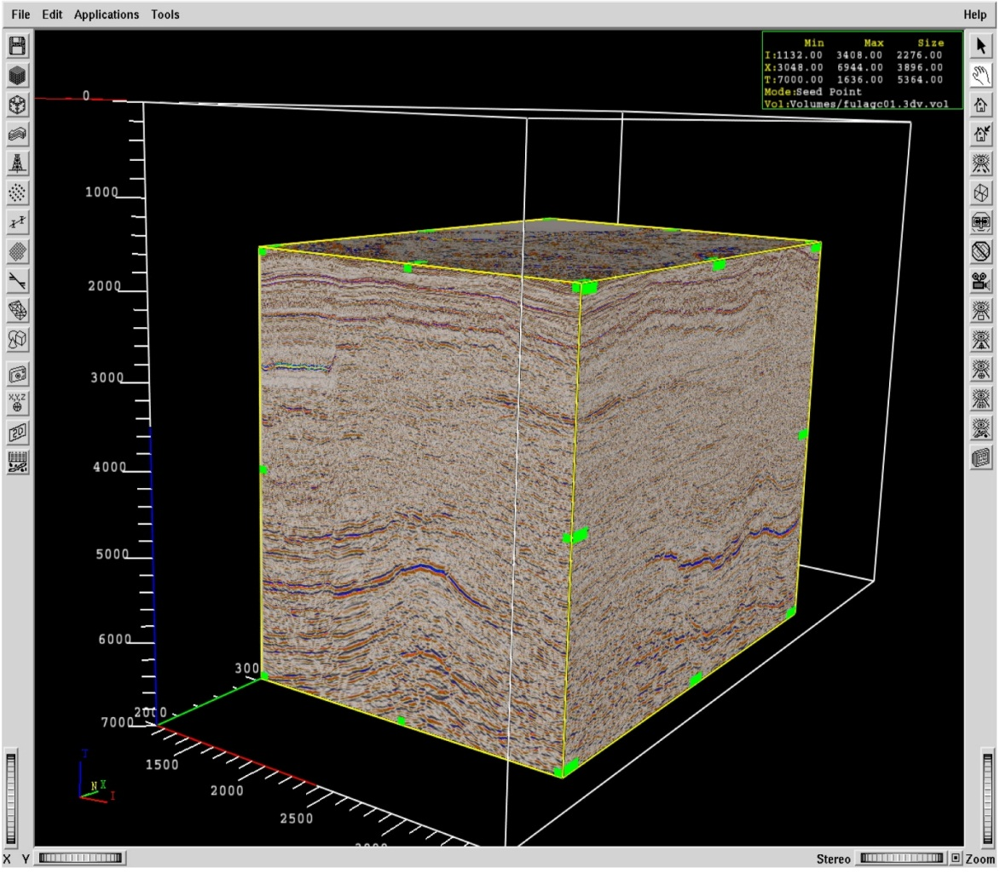 File Edit Applications Tools Help
Min Max Size
I:1132.00 3408.00 2276.00
X:3048.00 6944.00 3896.00
T:7000.00 1636.00 5364.00
Mode:Seed Point
Vol:Volumes/fulagc01.3dv.vol
0
1000
2000
3000
4000
5000
6000
7000
300
2000
1500
2000
2500
T
N X
I
X,Y,Z
2D
X Y
Stereo
Zoom